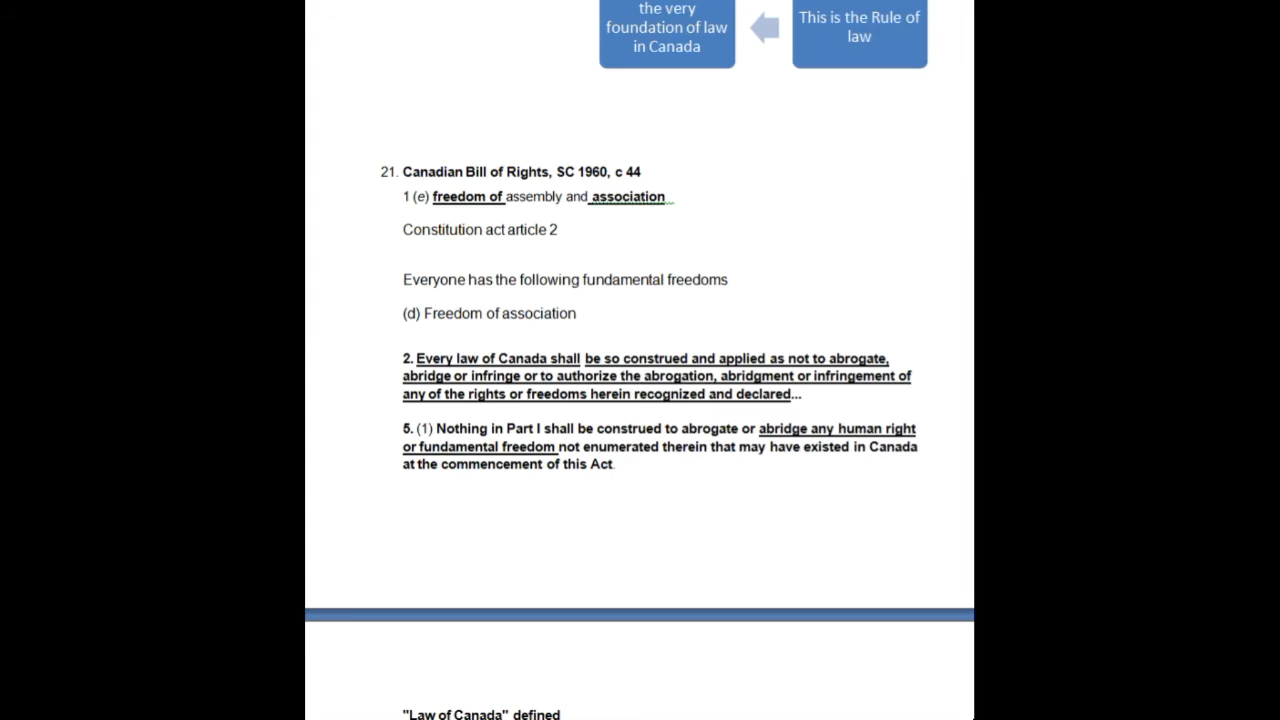 the very
foundation of law
in Canada
This is the Rule of
law
21. Canadian Bill of Rights, SC 1960, c 44
1 (e) freedom of assembly and association
Constitution act article 2
Everyone has the following fundamental freedoms
(d) Freedom of association
2. Every law of Canada shall be so construed and applied as not to abrogate,
abridge or infringe or to authorize the abrogation, abridgment or infringement of
any of the rights or freedoms herein recognized and declared...
5. (1) Nothing in Part I shall be construed to abrogate or abridge any human right
or fundamental freedom not enumerated therein that may have existed in Canada
at the commencement of this Act.
"Law of Canada" defined